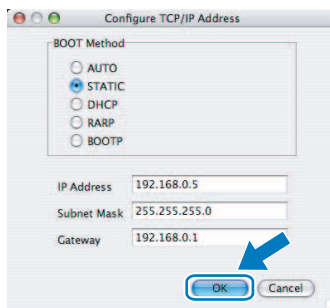 Configure TCP/IP Address
BOOT Method
AUTO
STATIC
DHCP
RARP
BOOTP
IP Address 192.168.0.5
Subnet Mask 255.255.255.0
Gateway 192.168.0.1
OK Cancel